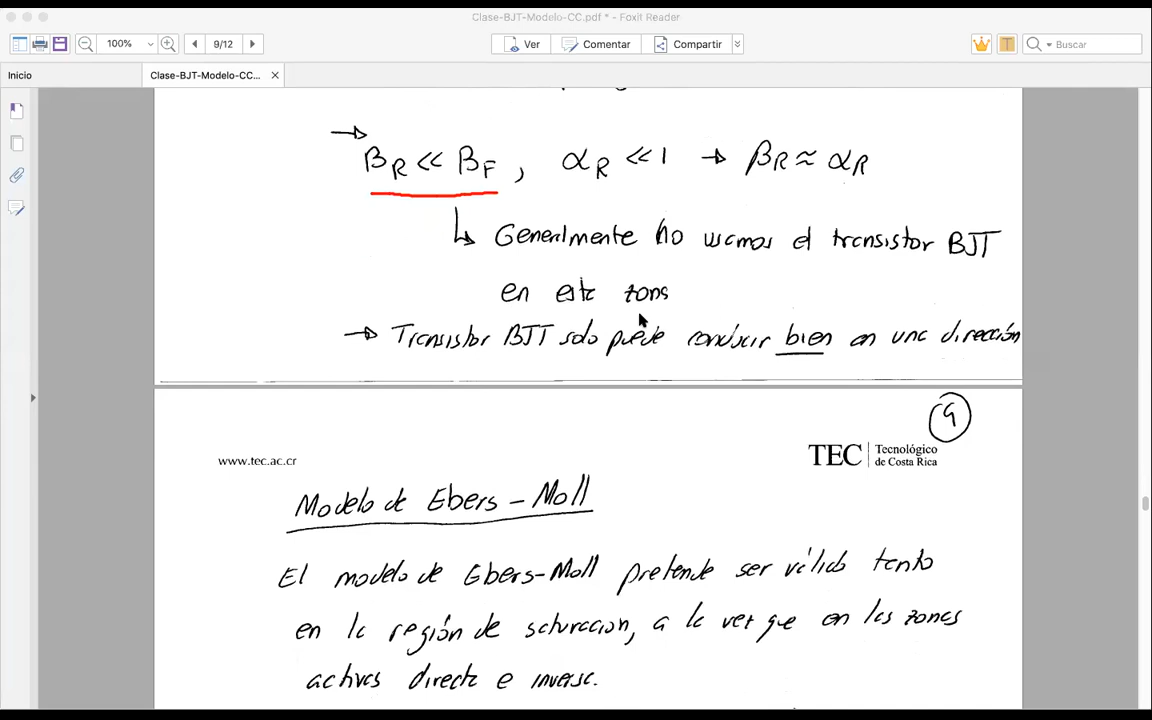 Clase-BJT-Modelo-CC.pdf * - Foxit Reader
100%
9/12
Ver
Comentar
Compartir
Buscar
Inicio
Clase-BJT-Modelo-CC...
βR << βF , αR << 1 → βR ≈ αR
Generalmente no usamos el transistor BJT
en este zona
→ Transistor BJT solo puede conducir bien en una dirección
9
www.tec.ac.cr
TEC | Tecnológico
de Costa Rica
Modelo de Ebers-Moll
El modelo de Ebers-Moll pretende ser válido tanto
en la región de saturacion, a la vez que en las zonas
activas directa e inversa.